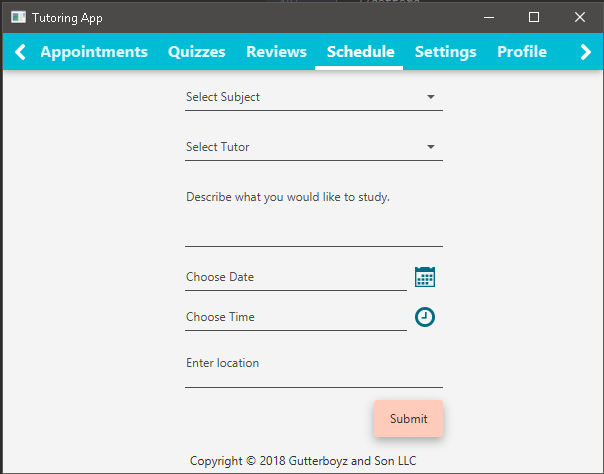 Tutoring App
Appointments Quizzes Reviews Schedule Settings Profile
Select Subject
Select Tutor
Describe what you would like to study.
Choose Date
Choose Time
Enter location
Submit
Copyright © 2018 Gutterboyz and Son LLC